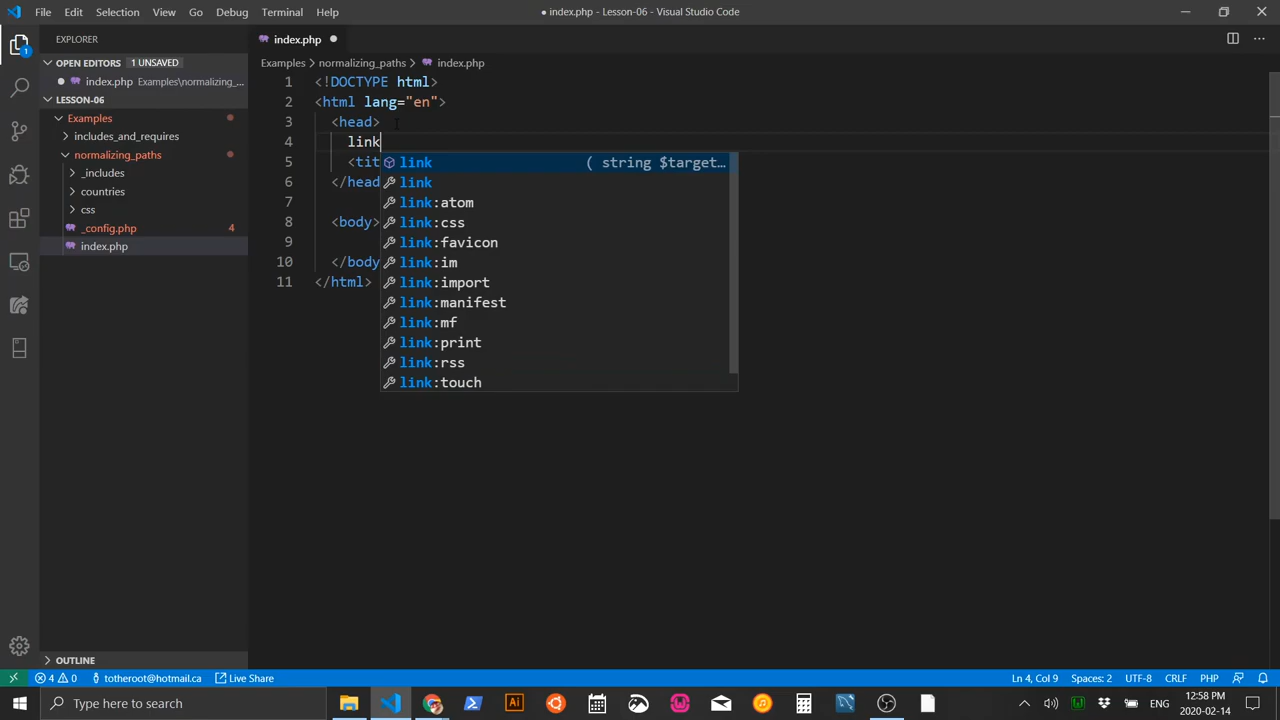 File Edit Selection View Go Debug Terminal Help
● index.php - Lesson-06 - Visual Studio Code
EXPLORER
OPEN EDITORS 1 UNSAVED
index.php Examples\normalizing_...
LESSON-06
Examples
includes_and_requires
normalizing_paths
_includes
countries
css
_config.php 4
index.php
OUTLINE
index.php
Examples > normalizing_paths > index.php
1 <!DOCTYPE html>
2 <html lang="en">
3 <head>
4 link
5 <tit
6 </head
7
8 <body>
9
10 </body
11 </html>
link ( string $target...
link
link:atom
link:css
link:favicon
link:im
link:import
link:manifest
link:mf
link:print
link:rss
link:touch
1
4 0 totheroot@hotmail.ca Live Share
Ln 4, Col 9 Spaces: 2 UTF-8 CRLF PHP
Type here to search
Ai
ENG
12:58 PM
2020-02-14